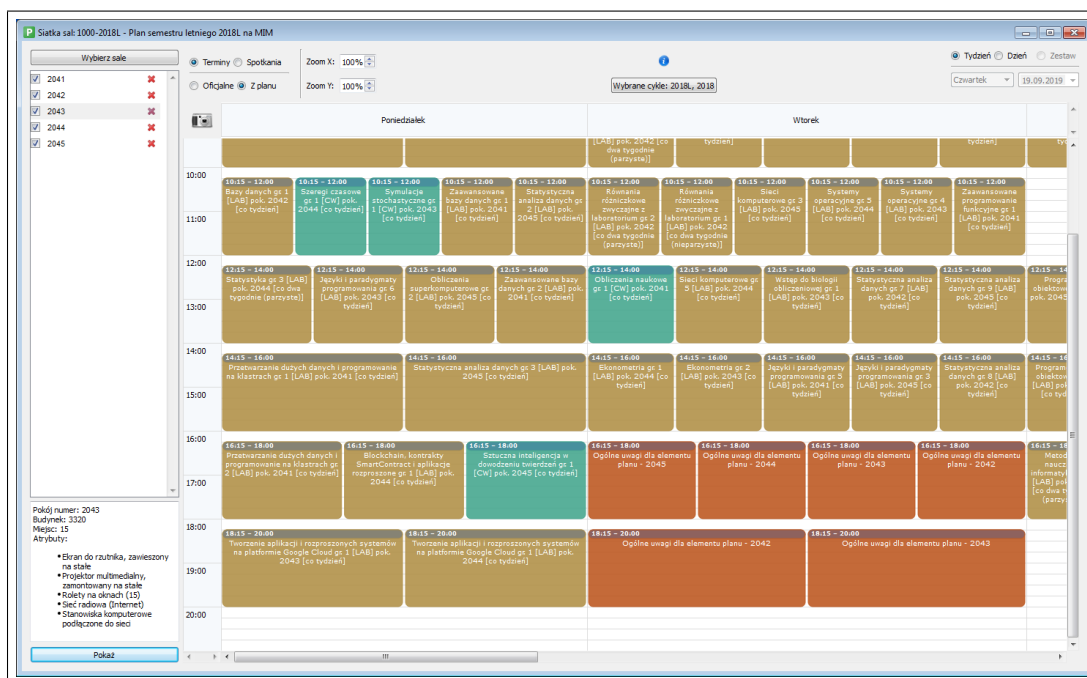 Siatka sal: 1000-2018L - Plan semestru letniego 2018L na MIM
Wybierz sale
2041
2042
2043
2044
2045
Terminy Spotkania
Oficjalne Z planu
Zoom X: 100%
Zoom Y: 100%
Wybrane cykle: 2018L, 2018
Tydzień Dzień Zestaw
Czwartek 19.09.2019
Poniedziałek
Wtorek
[LAB] pok. 2042 [co
dwa tygodnie
(parzyste)]
tydzień]
tydzień]
10:00
11:00
12:00
13:00
14:00
15:00
16:00
17:00
18:00
19:00
20:00
10:15 - 12:00
Bazy danych gr 1
[LAB] pok. 2042
[co tydzień]
10:15 - 12:00
Szeregi czasowe
gr 1 [CW] pok.
2044 [co tydzień]
10:15 - 12:00
Symulacje
stochastyczne gr
1 [CW] pok. 2043
[co tydzień]
10:15 - 12:00
Zaawansowane
bazy danych gr 1
[LAB] pok. 2041
[co tydzień]
10:15 - 12:00
Statystyczna
analiza danych gr
2 [LAB] pok.
2045 [co tydzień]
10:15 - 12:00
Równania
różniczkowe
zwyczajne z
laboratorium gr 2
[LAB] pok. 2042
[co dwa tygodnie
(parzyste)]
10:15 - 12:00
Równania
różniczkowe
zwyczajne z
laboratorium gr 1
[LAB] pok. 2042
[co dwa tygodnie
(nieparzyste)]
10:15 - 12:00
Sieci
komputerowe gr 3
[LAB] pok. 2045
[co tydzień]
10:15 - 12:00
Systemy
operacyjne gr 5
[LAB] pok. 2044
[co tydzień]
10:15 - 12:00
Systemy
operacyjne gr 4
[LAB] pok. 2043
[co tydzień]
10:15 - 12:00
Zaawansowane
programowanie
funkcyjne gr 1
[LAB] pok. 2041
[co tydzień]
12:15 - 14:00
Statystyka gr 3 [LAB]
pok. 2044 [co dwa
tygodnie (parzyste)]
12:15 - 14:00
Języki i paradygmaty
programowania gr 6
[LAB] pok. 2043 [co
tydzień]
12:15 - 14:00
Obliczenia
superkomputerowe gr
2 [LAB] pok. 2045 [co
tydzień]
12:15 - 14:00
Zaawansowane bazy
danych gr 2 [LAB] pok.
2041 [co tydzień]
12:15 - 14:00
Obliczenia naukowe
gr 1 [CW] pok. 2041
[co tydzień]
12:15 - 14:00
Sieci komputerowe gr
5 [LAB] pok. 2044
[co tydzień]
12:15 - 14:00
Wstęp do biologii
obliczeniowej gr 1
[LAB] pok. 2043 [co
tydzień]
12:15 - 14:00
Statystyczna analiza
danych gr 7 [LAB]
pok. 2042 [co
tydzień]
12:15 - 14:00
Statystyczna analiza
danych gr 9 [LAB]
pok. 2045 [co
tydzień]
14:15 - 16:00
Przetwarzanie dużych danych i programowanie
na klastrach gr 1 [LAB] pok. 2041 [co tydzień]
14:15 - 16:00
Statystyczna analiza danych gr 3 [LAB] pok.
2045 [co tydzień]
14:15 - 16:00
Ekonometria gr 1
[LAB] pok. 2044 [co
tydzień]
14:15 - 16:00
Ekonometria gr 2
[LAB] pok. 2043 [co
tydzień]
14:15 - 16:00
Języki i paradygmaty
programowania gr 5
[LAB] pok. 2041 [co
tydzień]
14:15 - 16:00
Języki i paradygmaty
programowania gr 3
[LAB] pok. 2045 [co
tydzień]
14:15 - 16:00
Statystyczna analiza
danych gr 8 [LAB]
pok. 2042 [co
tydzień]
16:15 - 18:00
Przetwarzanie dużych danych i
programowanie na klastrach gr
2 [LAB] pok. 2041 [co tydzień]
16:15 - 18:00
Blockchain, kontrakty
SmartContract i aplikacje
rozproszone gr 1 [LAB] pok.
2044 [co tydzień]
16:15 - 18:00
Sztuczna inteligencja w
dowodzeniu twierdzeń gr 1
[CW] pok. 2045 [co tydzień]
16:15 - 18:00
Ogólne uwagi dla elementu
planu - 2045
16:15 - 18:00
Ogólne uwagi dla elementu
planu - 2044
16:15 - 18:00
Ogólne uwagi dla elementu
planu - 2043
16:15 - 18:00
Ogólne uwagi dla elementu
planu - 2042
18:15 - 20:00
Tworzenie aplikacji i rozproszonych systemów
na platformie Google Cloud gr 1 [LAB] pok.
2043 [co tydzień]
18:15 - 20:00
Tworzenie aplikacji i rozproszonych systemów
na platformie Google Cloud gr 1 [LAB] pok.
2044 [co tydzień]
18:15 - 20:00
Ogólne uwagi dla elementu planu - 2042
18:15 - 20:00
Ogólne uwagi dla elementu planu - 2043
Pokój numer: 2043
Budynek: 3320
Miejsc: 15
Atrybuty:
Ekran do rzutnika, zawieszony
na stałe
Projektor multimedialny,
zamontowany na stałe
Rolety na oknach (15)
Sieć radiowa (Internet)
Stanowiska komputerowe
podłączone do sieci
Pokaż